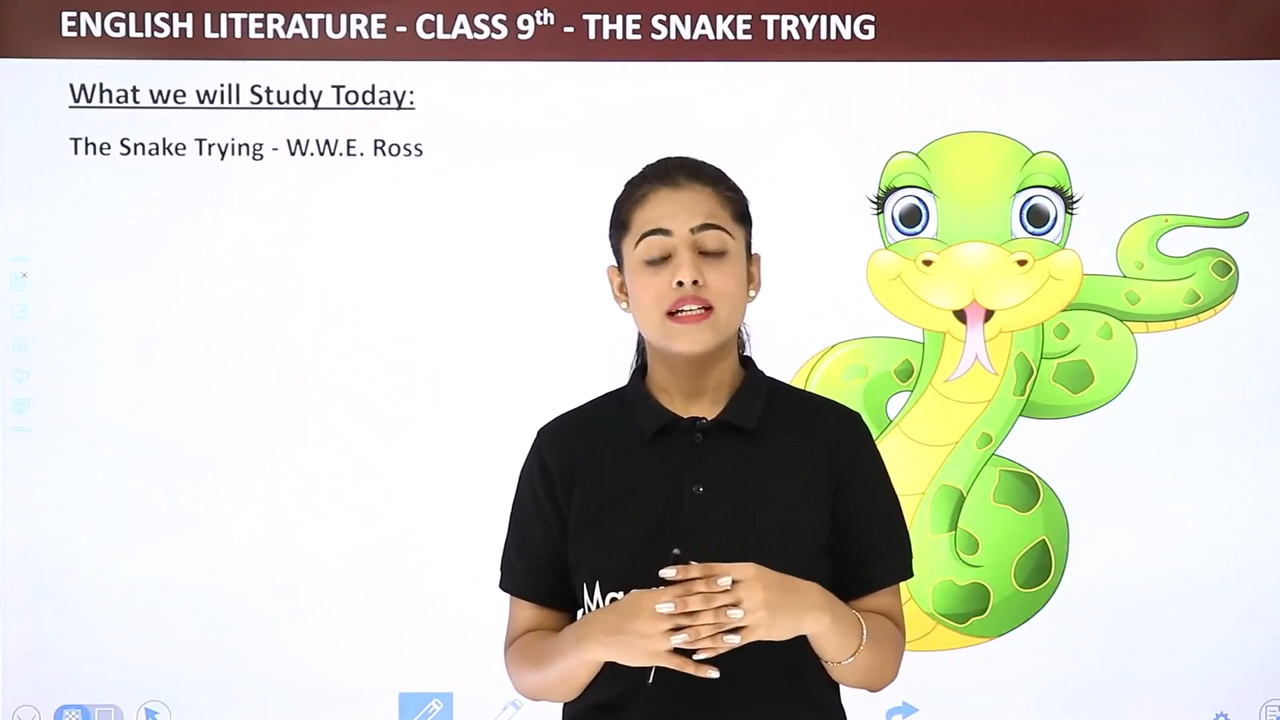 ENGLISH LITERATURE - CLASS 9th - THE SNAKE TRYING
What we will Study Today:
The Snake Trying - W.W.E. Ross